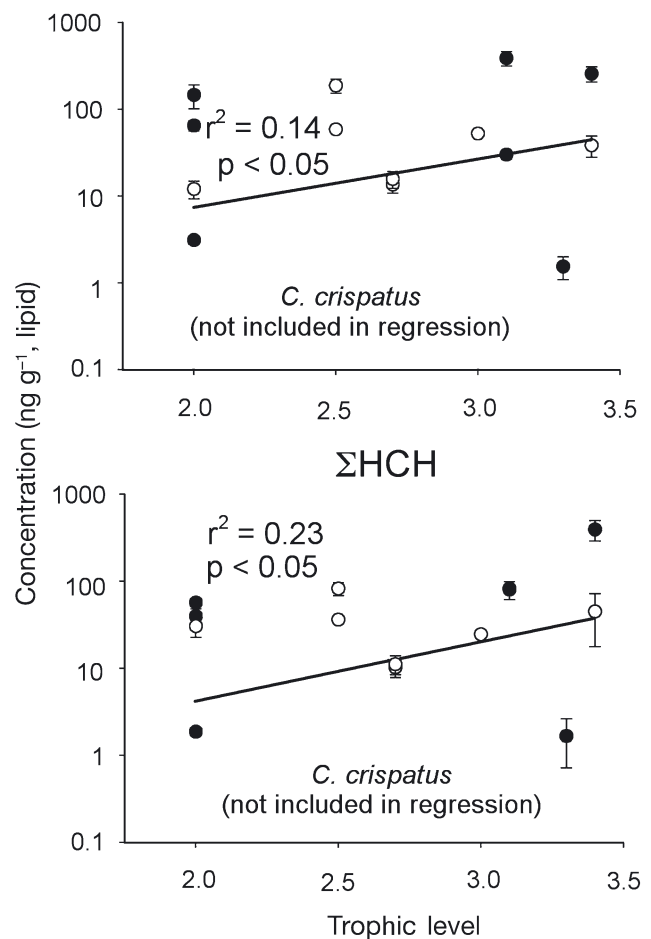 1000
100
r² = 0.14
p < 0.05
10
1
C. crispatus
(not included in regression)
0.1
2.0 2.5 3.0 3.5
Concentration (ng g⁻¹, lipid)
ΣHCH
1000
r² = 0.23
p < 0.05
100
10
1
C. crispatus
(not included in regression)
0.1
2.0 2.5 3.0 3.5
Trophic level